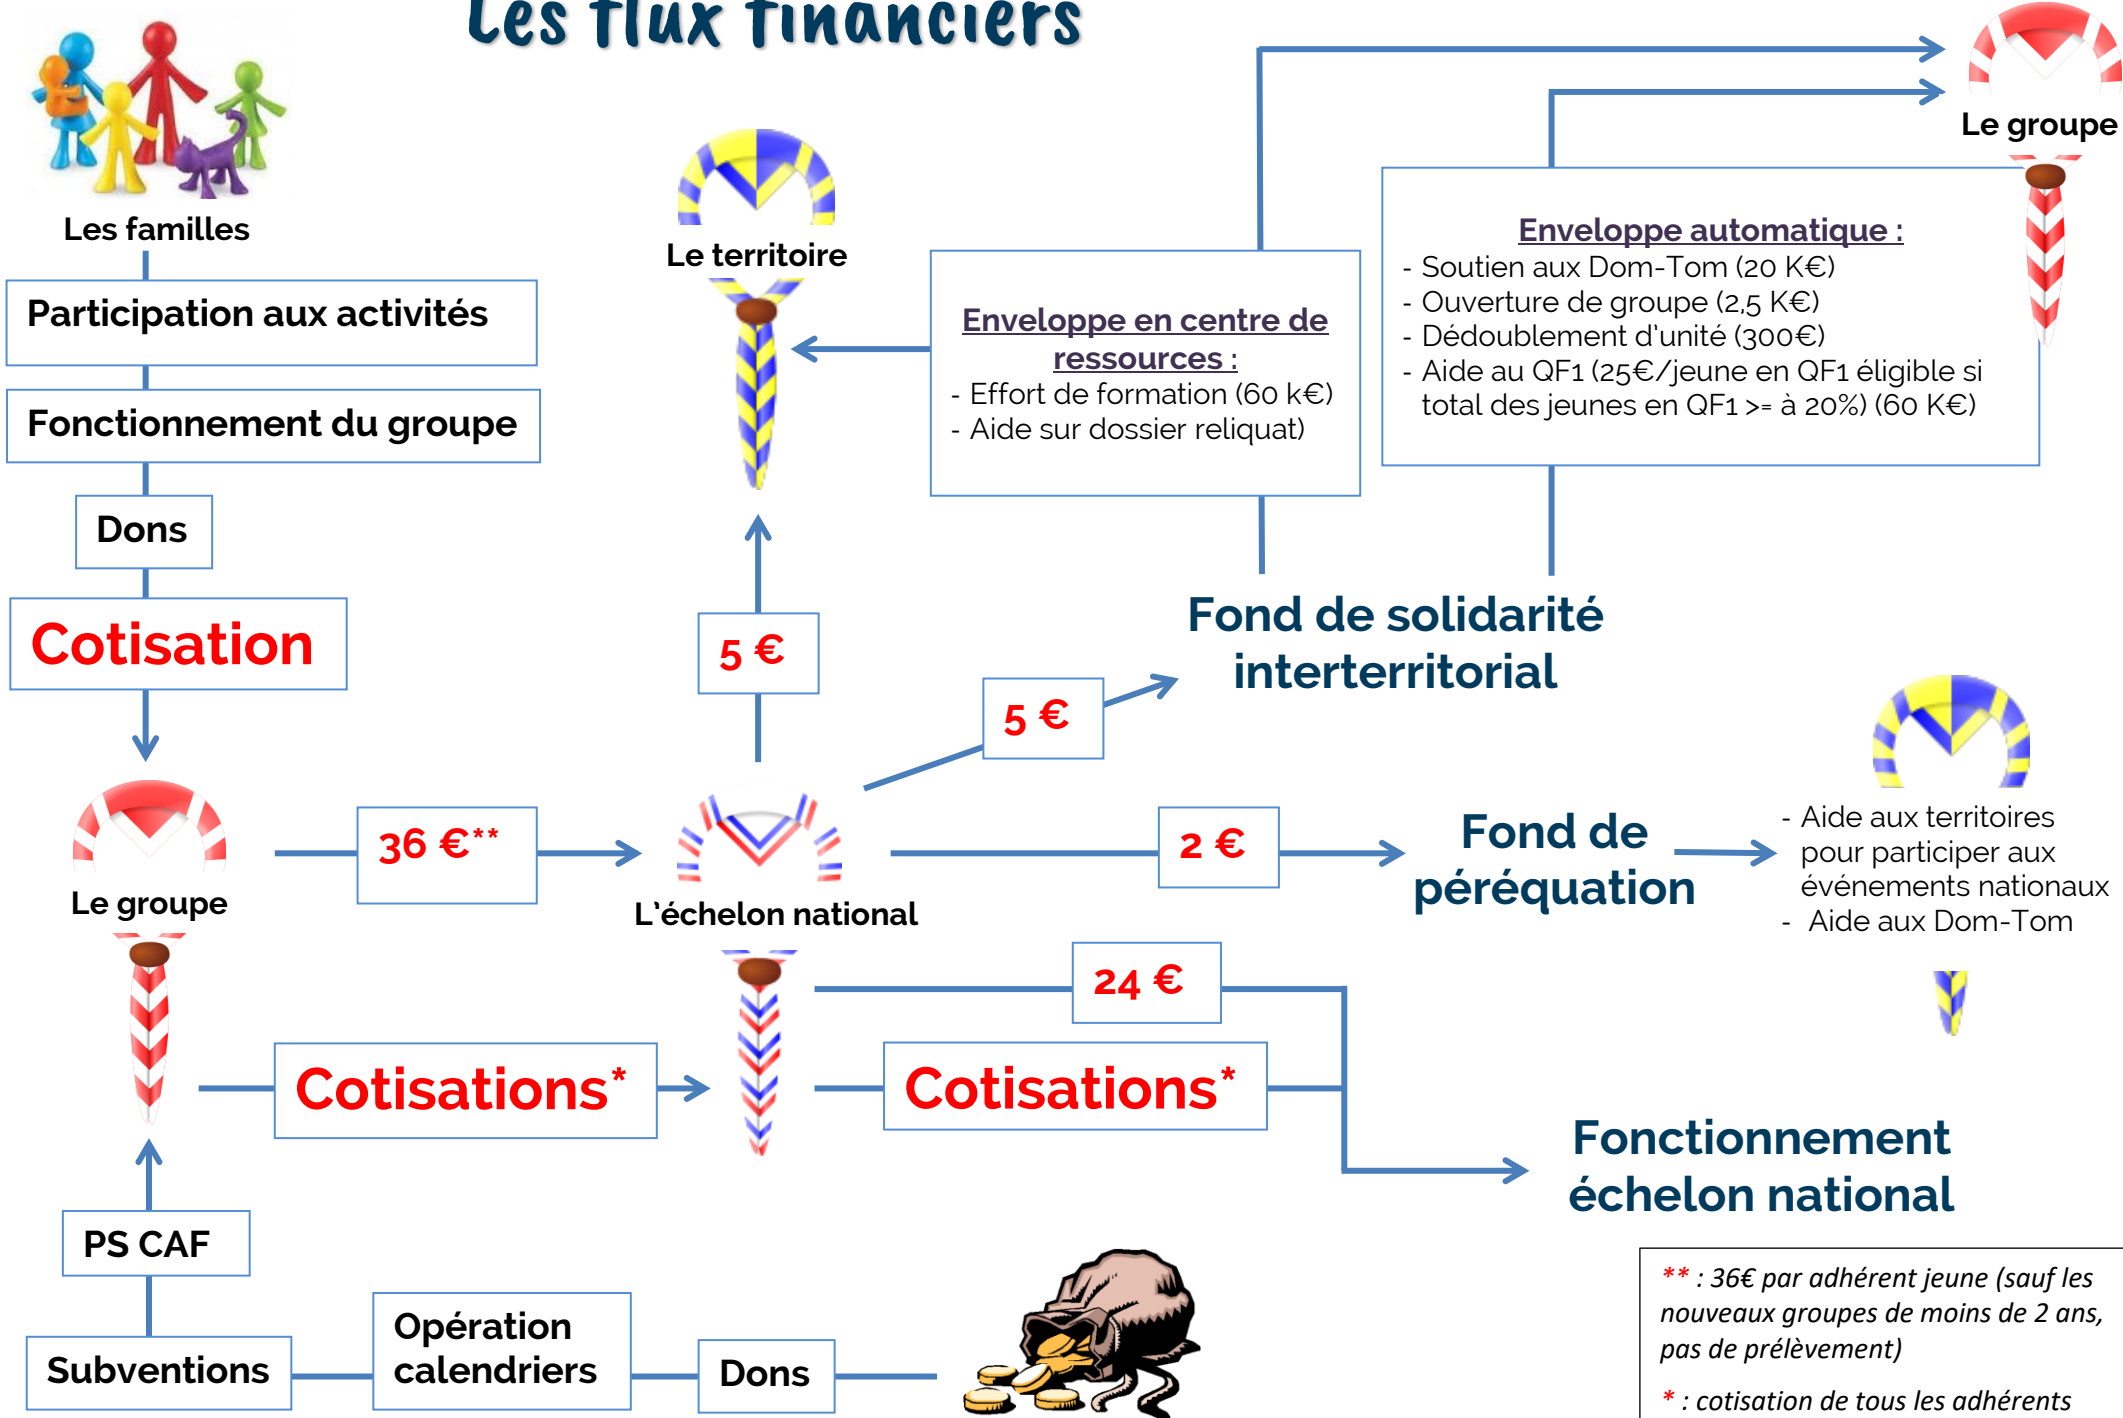 Les flux financiers
Les familles
Participation aux activités
Fonctionnement du groupe
Dons
Cotisation
Le groupe
36 €**
Cotisations*
PS CAF
Subventions
Opération
calendriers
Dons
Le territoire
5 €
L'échelon national
5 €
2 €
24 €
Cotisations*
Enveloppe en centre de
ressources :
- Effort de formation (60 k€)
- Aide sur dossier reliquat)
Enveloppe automatique :
- Soutien aux Dom-Tom (20 K€)
- Ouverture de groupe (2,5 K€)
- Dédoublement d'unité (300€)
- Aide au QF1 (25€/jeune en QF1 éligible si
total des jeunes en QF1 >= à 20%) (60 K€)
Le groupe
Fond de solidarité
interterritorial
Fond de
péréquation
- Aide aux territoires
pour participer aux
événements nationaux
- Aide aux Dom-Tom
Fonctionnement
échelon national
** : 36€ par adhérent jeune (sauf les
nouveaux groupes de moins de 2 ans,
pas de prélèvement)
* : cotisation de tous les adhérents